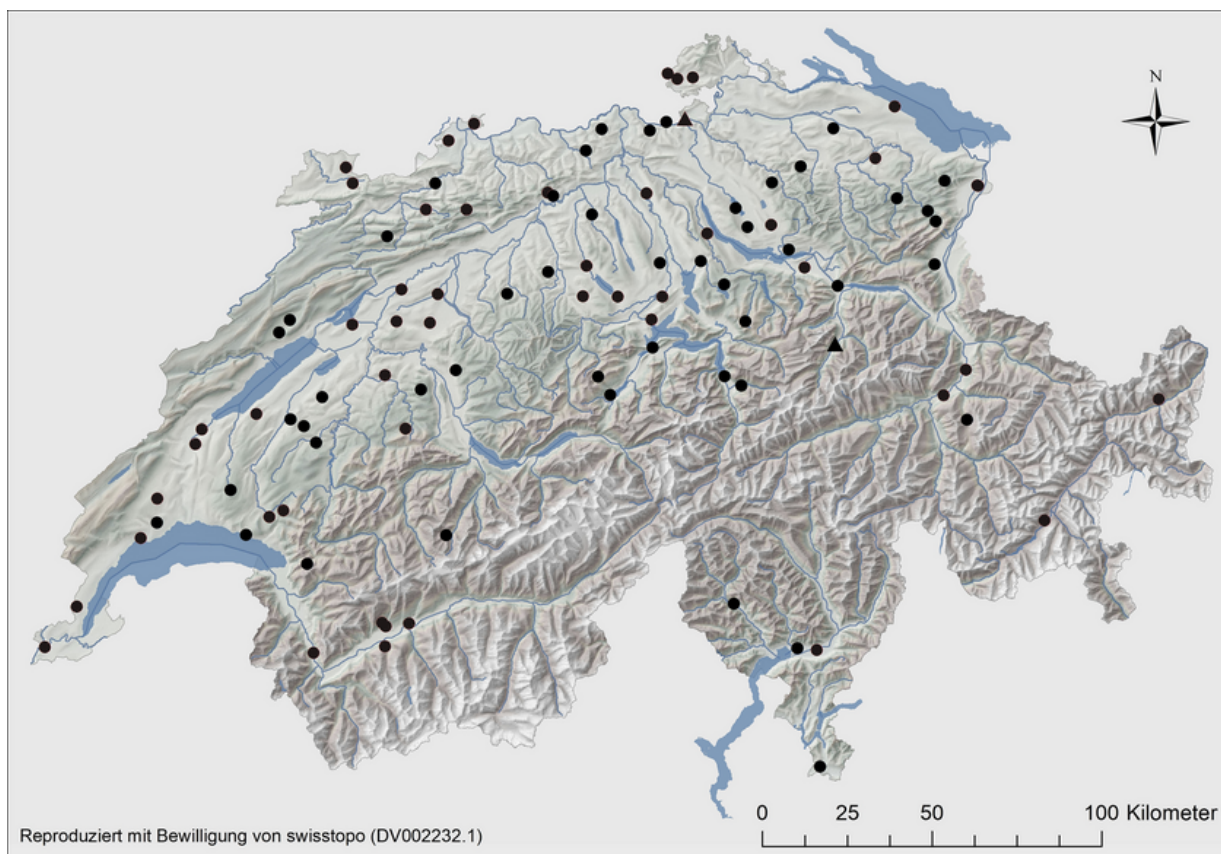 N
0 25 50 100 Kilometer
Reproduziert mit Bewilligung von swisstopo (DV002232.1)